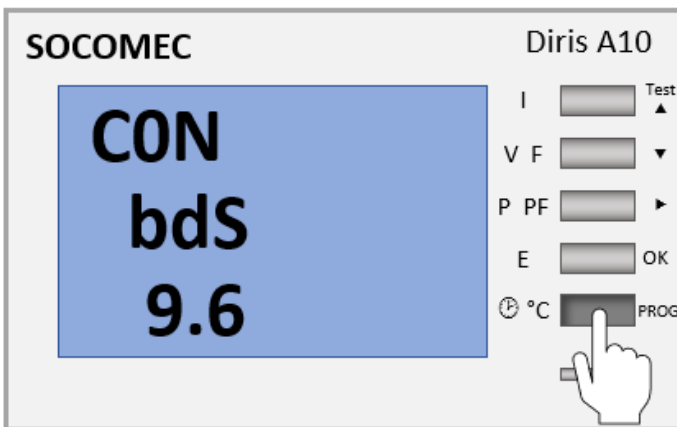 SOCOMEC
Diris A10
C0N
bdS
9.6
I
Test
▲
V F
▼
P PF
►
E
OK
°C
PROG